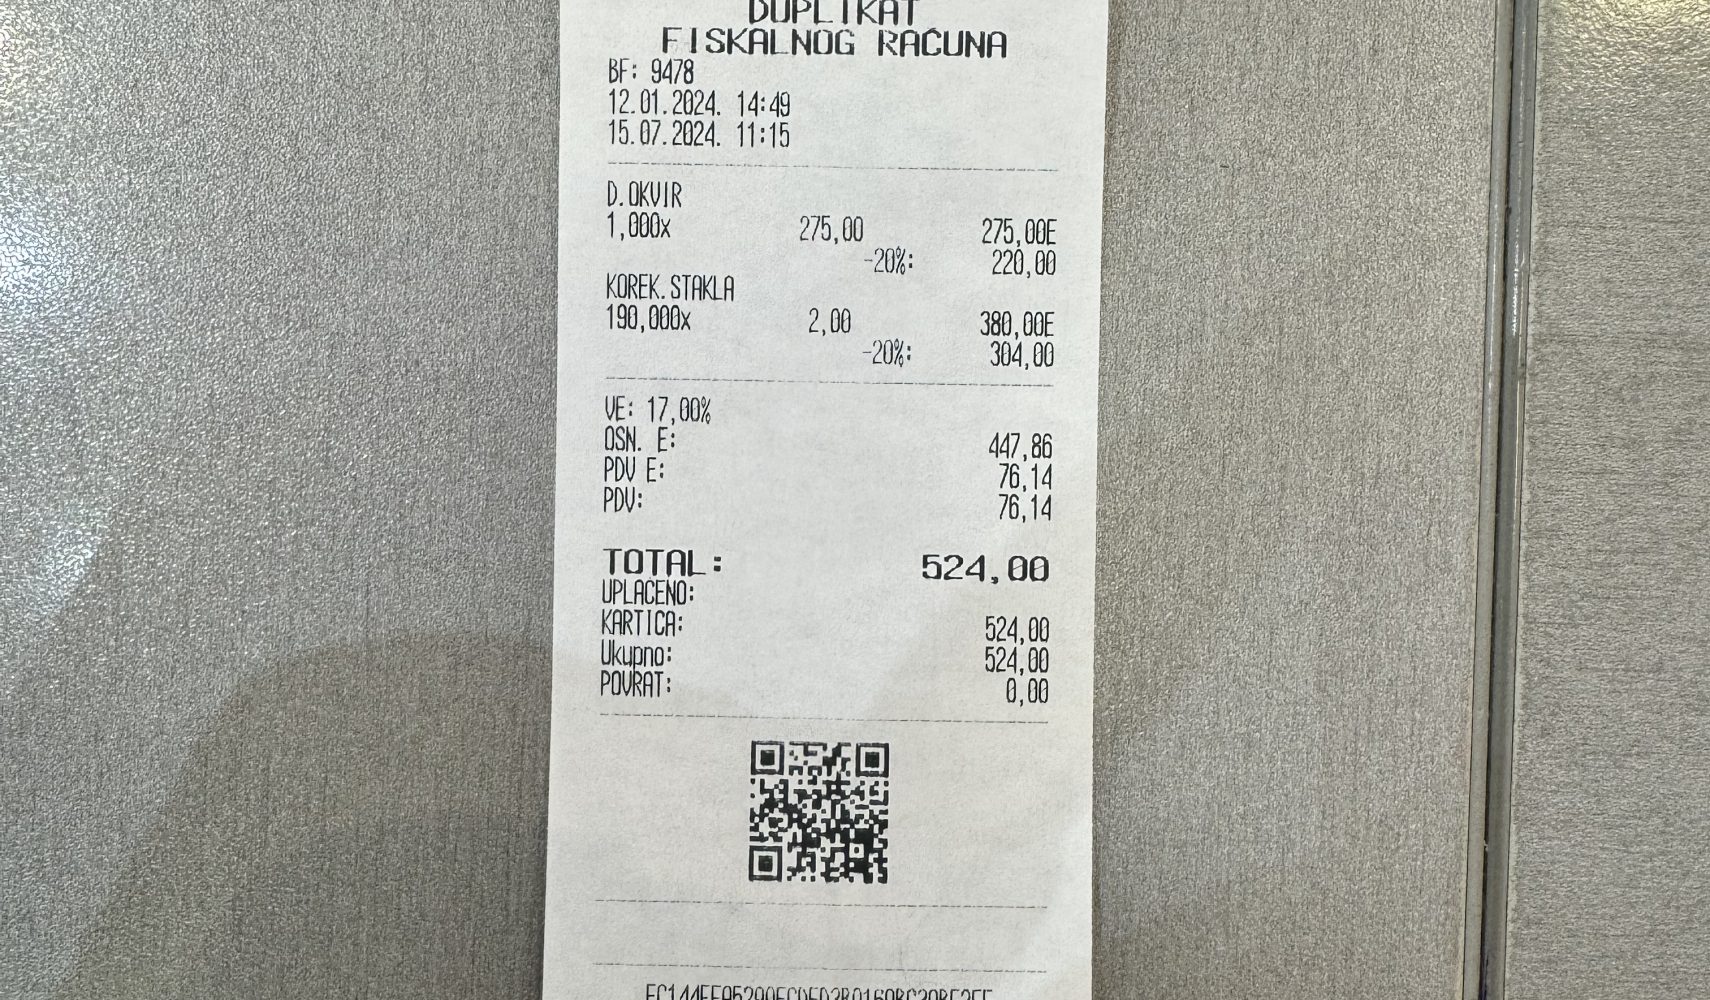 DUPLIKAT
FISKALNOG RAČUNA
BF: 9478
12.01.2024. 14:49
15.07.2024. 11:15
D.OKVIR
1,000x 275,00 275,00E
-20%: 220,00
KOREK.STAKLA
190,000x 2,00 380,00E
-20%: 304,00
VE: 17,00%
OSN. E: 447,86
PDV E: 76,14
PDV: 76,14
TOTAL: 524,00
UPLAĆENO:
KARTICA: 524,00
Ukupno: 524,00
POVRAT: 0,00